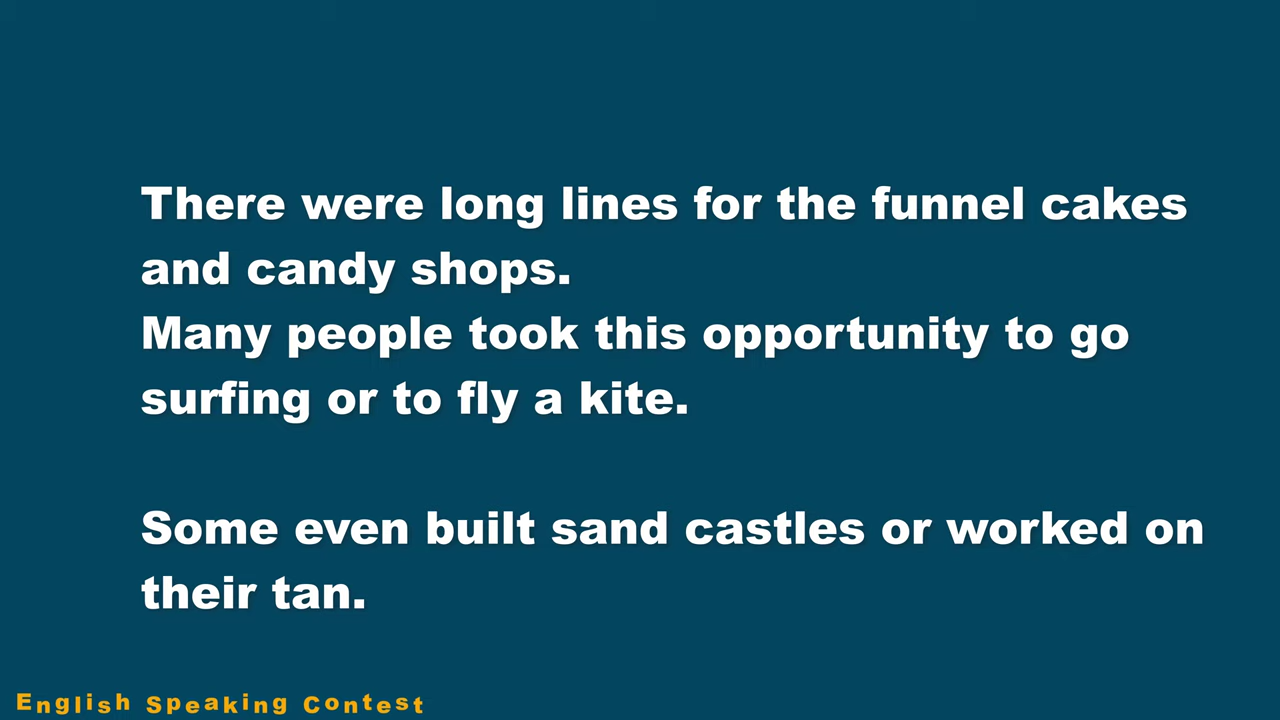 There were long lines for the funnel cakes
and candy shops.
Many people took this opportunity to go
surfing or to fly a kite.
Some even built sand castles or worked on
their tan.
English Speaking Contest